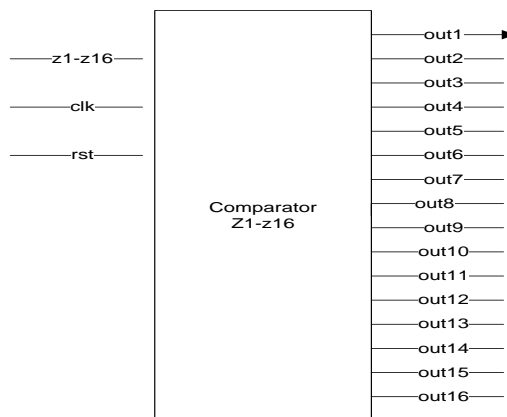 z1-z16
clk
rst
Comparator
Z1-z16
out1
out2
out3
out4
out5
out6
out7
out8
out9
out10
out11
out12
out13
out14
out15
out16